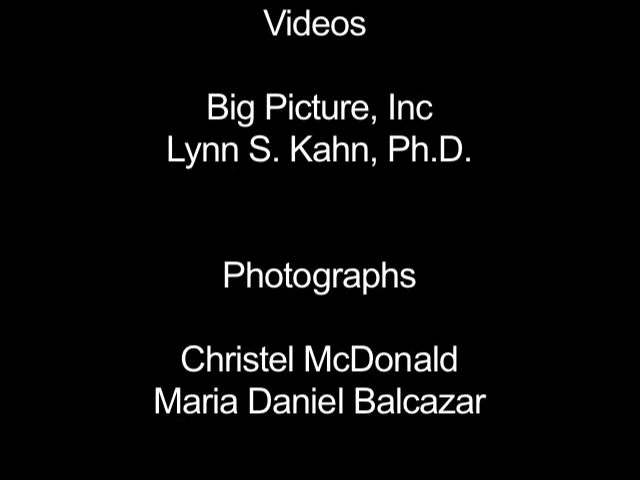 Videos
Big Picture, Inc
Lynn S. Kahn, Ph.D.
Photographs
Christel McDonald
Maria Daniel Balcazar